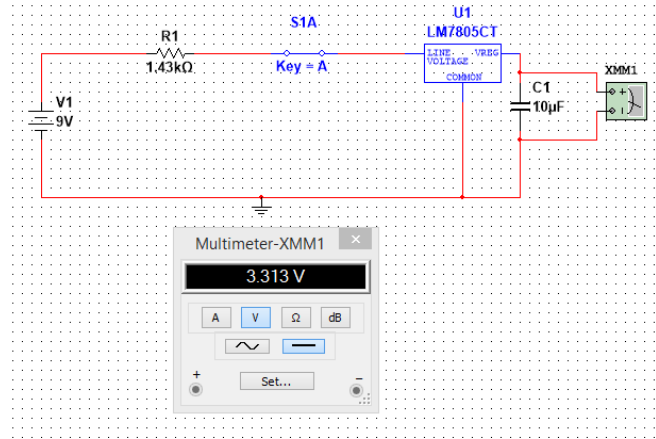 S1A
U1
LM7805CT
R1
1.43kΩ
Key = A
LINE VREG
VOLTAGE
COMMON
XMM1
C1
10µF
V1
9V
Multimeter-XMM1
×
3.313 V
A V Ω dB
+ Set... −